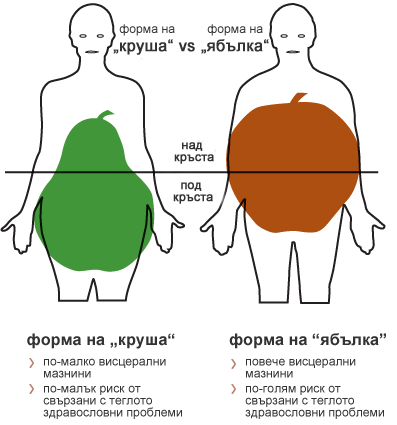 форма на форма на
„круша“ vs „ябълка“
над
кръста
под
кръста
форма на „круша“
по-малко висцерални
мазнини
по-малък риск от
свързани с теглото
здравословни проблеми
форма на “ябълка”
повече висцерални
мазнини
по-голям риск от
свързани с теглото
здравословни проблеми